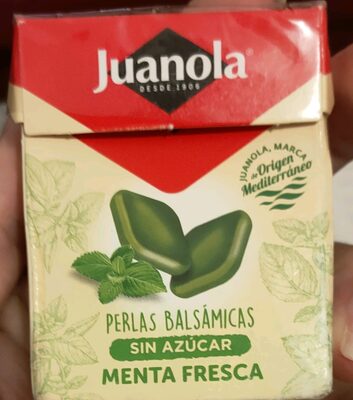 Juanola®
DESDE 1906
JUANOLA, MARCA
de Origen
Mediterráneo
PERLAS BALSÁMICAS
SIN AZÚCAR
MENTA FRESCA